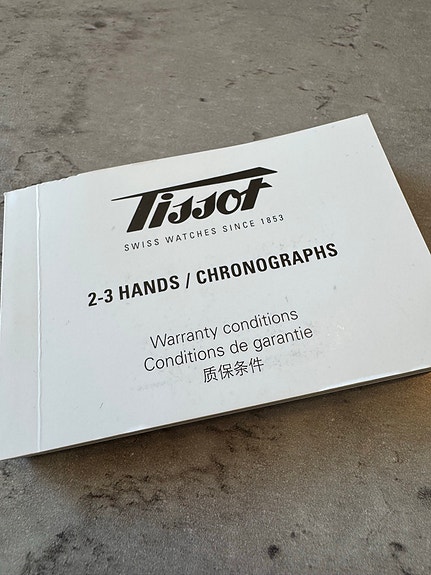 Tissot
SWISS WATCHES SINCE 1853
2-3 HANDS / CHRONOGRAPHS
Warranty conditions
Conditions de garantie
质保条件